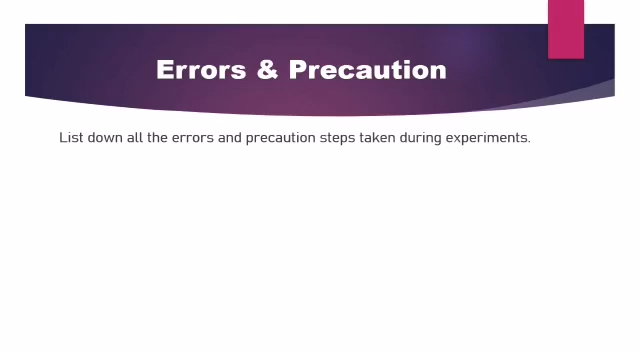 Errors & Precaution
List down all the errors and precaution steps taken during experiments.